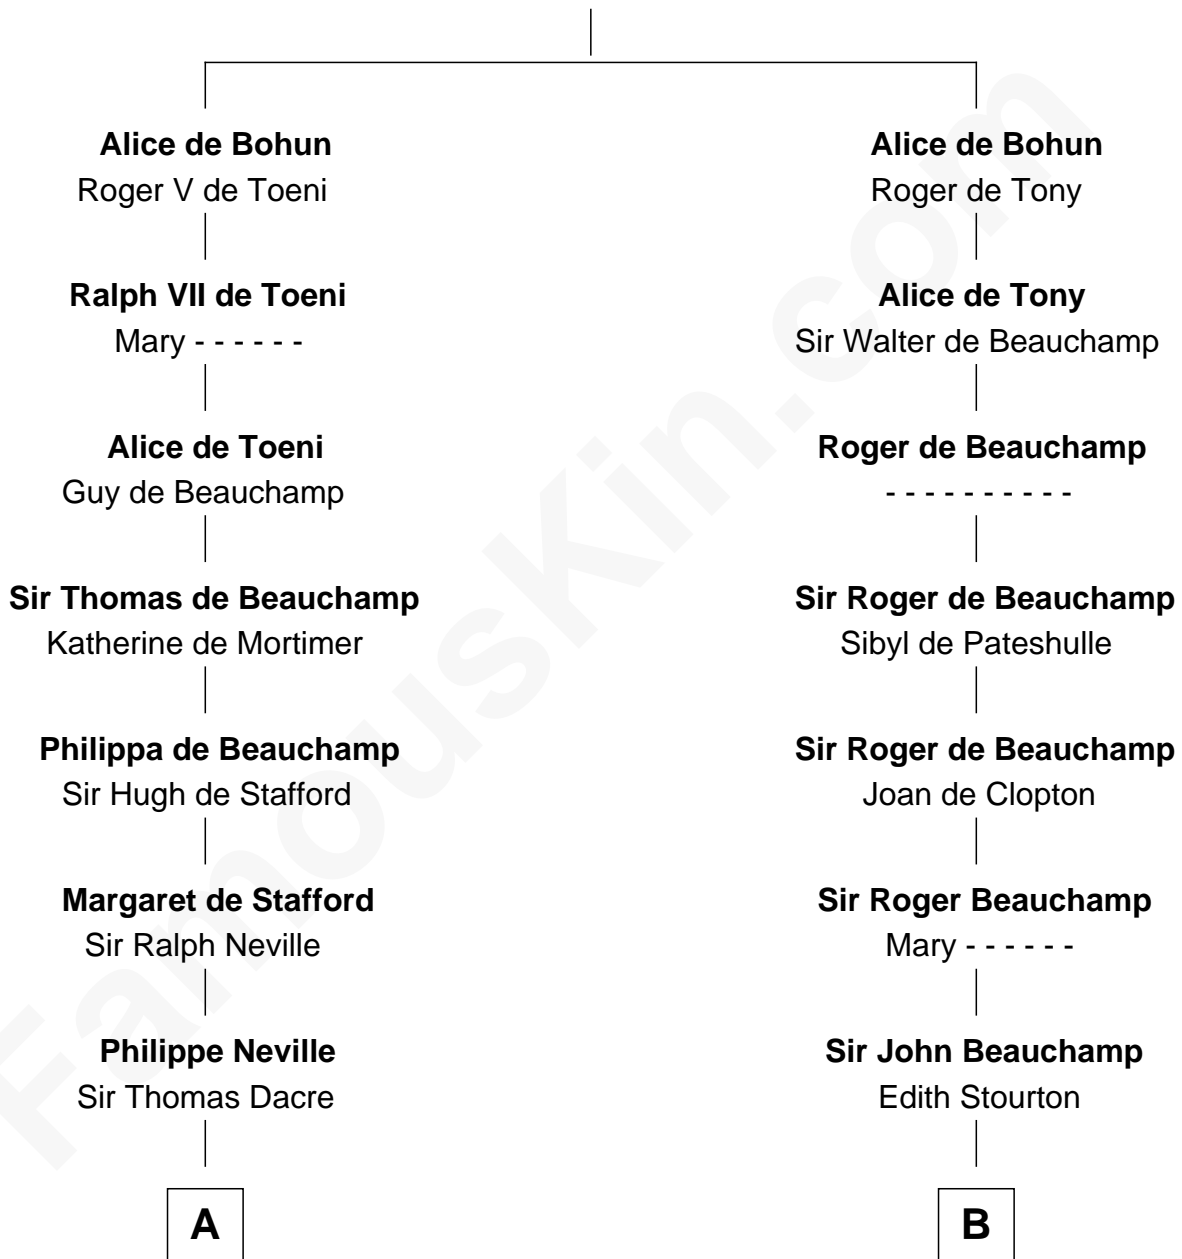 Alice de Bohun
Roger V de Toeni
Ralph VII de Toeni
Mary - - - - - -
Alice de Toeni
Guy de Beauchamp
Sir Thomas de Beauchamp
Katherine de Mortimer
Philippa de Beauchamp
Sir Hugh de Stafford
Margaret de Stafford
Sir Ralph Neville
Philippe Neville
Sir Thomas Dacre
A
Alice de Bohun
Roger de Tony
Alice de Tony
Sir Walter de Beauchamp
Roger de Beauchamp
- - - - - - - - - -
Sir Roger de Beauchamp
Sibyl de Pateshulle
Sir Roger de Beauchamp
Joan de Clopton
Sir Roger Beauchamp
Mary - - - - - -
Sir John Beauchamp
Edith Stourton
B
FamousKin.com